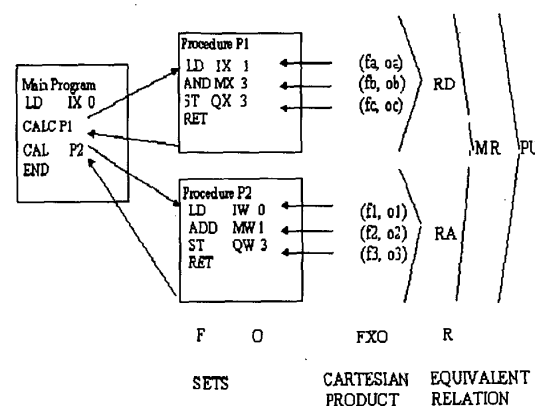 Main Program
LD IX 0
CALC P1
CAL P2
END
Procedure P1
LD IX 1
AND MX 3
ST QX 3
RET
(fa, oa)
(fb, ob)
(fc, oc)
RD
Procedure P2
LD IW 0
ADD MW 1
ST QW 3
RET
(f1, o1)
(f2, o2)
(f3, o3)
RA
MR
PU
F O FXO R
SETS
CARTESIAN PRODUCT
EQUIVALENT RELATION